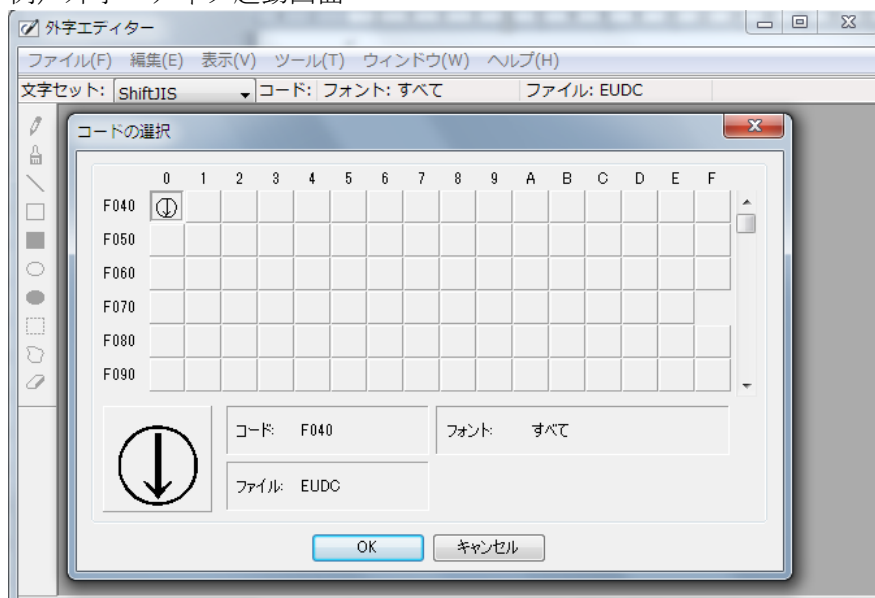 外字エディター
ファイル(F) 編集(E) 表示(V) ツール(T) ウィンドウ(W) ヘルプ(H)
文字セット: ShiftJIS コード: フォント: すべて ファイル: EUDC
コードの選択
0 1 2 3 4 5 6 7 8 9 A B C D E F
F040
F050
F060
F070
F080
F090
コード: F040 フォント: すべて
ファイル: EUDC
OK キャンセル